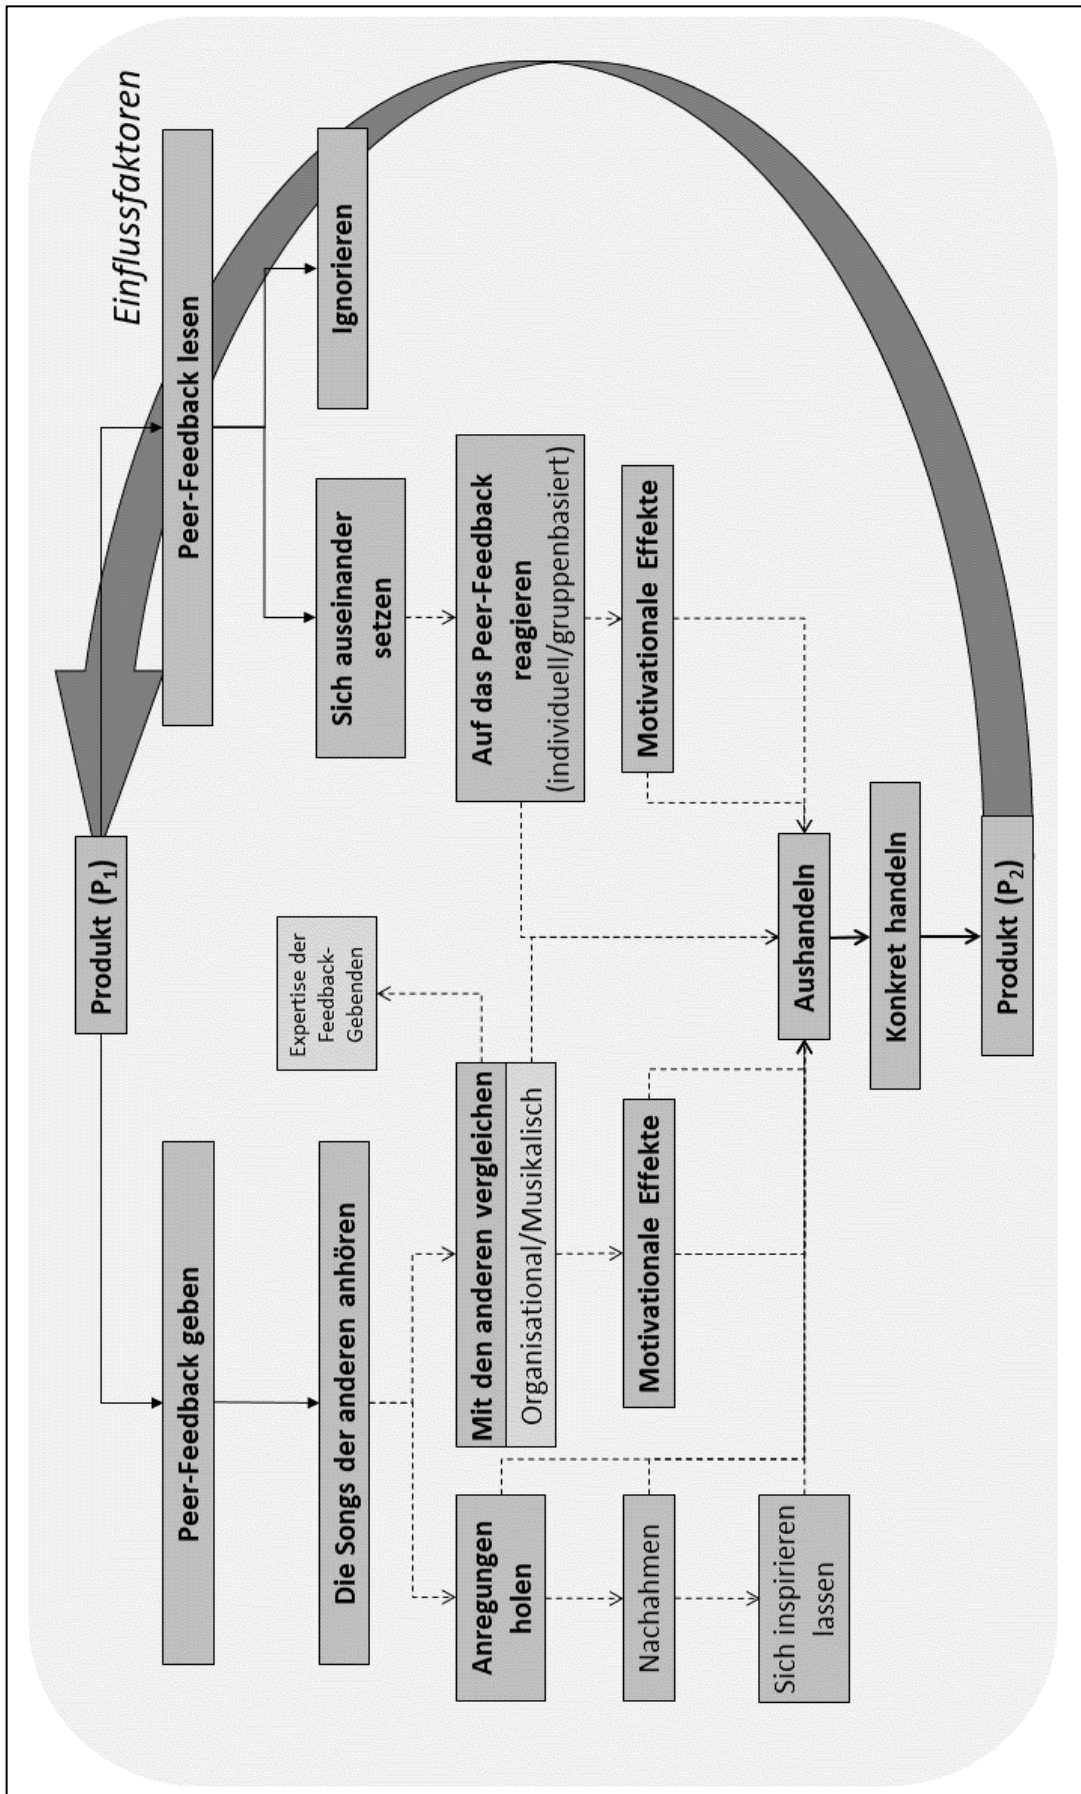 Einflussfaktoren
Produkt (P₁)
Peer-Feedback geben
Peer-Feedback lesen
Die Songs der anderen anhören
Expertise der
Feedback-
Gebenden
Sich auseinander
setzen
Ignorieren
Anregungen
holen
Mit den anderen vergleichen
Organisational/Musikalisch
Auf das Peer-Feedback
reagieren
(individuell/gruppenbasiert)
Nachahmen
Motivationale Effekte
Motivationale Effekte
Sich inspirieren
lassen
Aushandeln
Konkret handeln
Produkt (P₂)